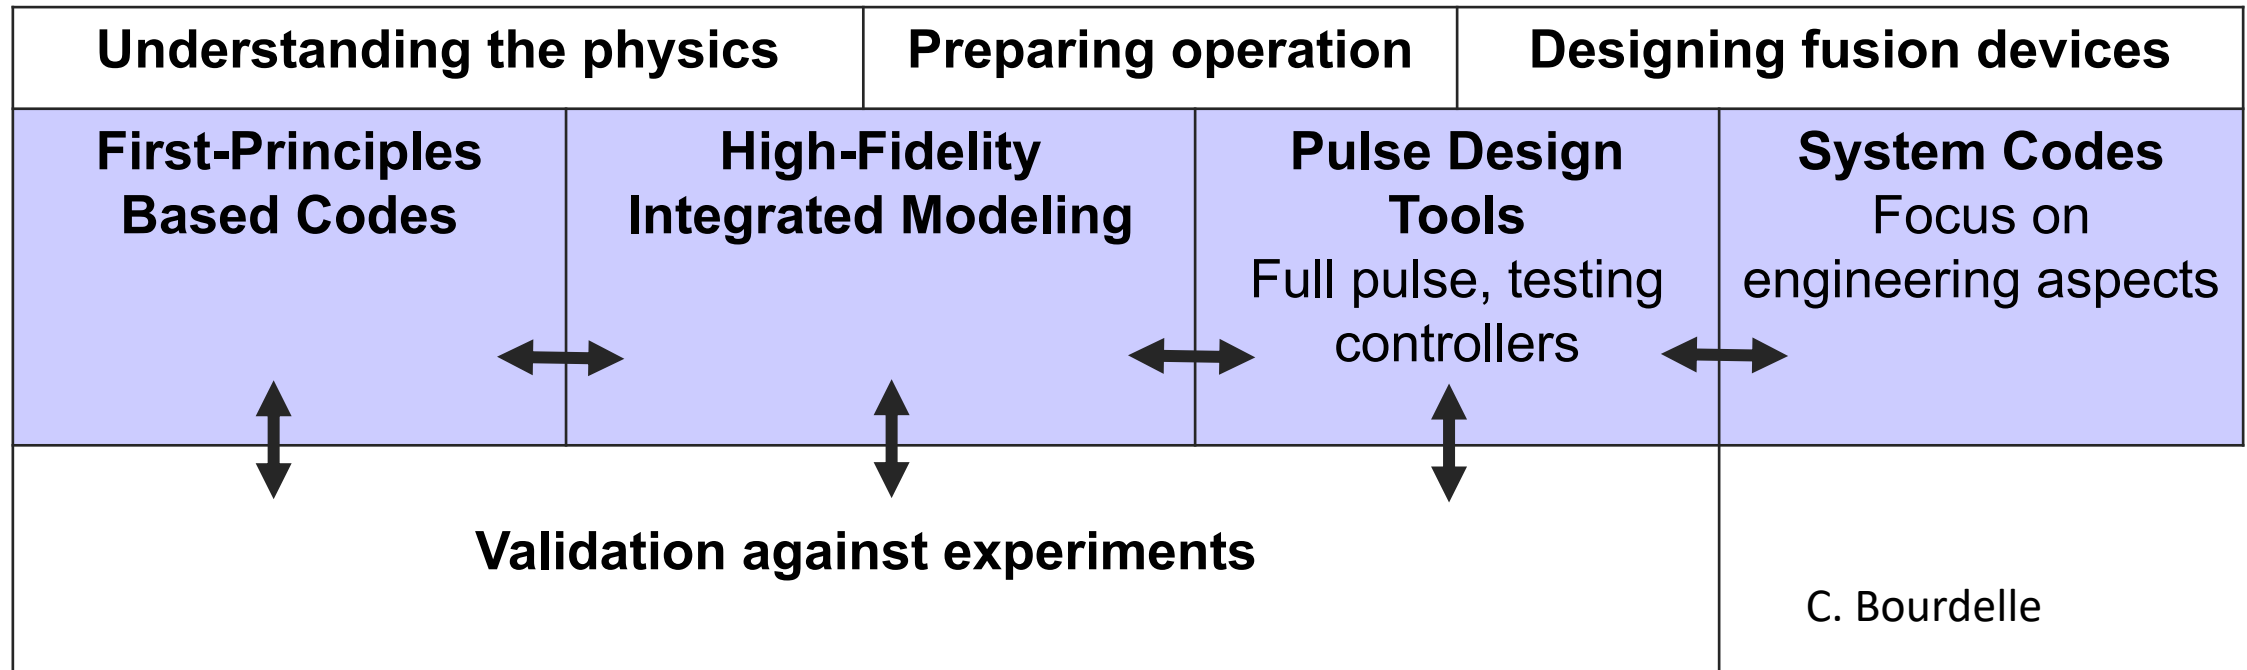 Understanding the physics
Preparing operation
Designing fusion devices
First-Principles
Based Codes
High-Fidelity
Integrated Modeling
Pulse Design
Tools
Full pulse, testing
controllers
System Codes
Focus on
engineering aspects
Validation against experiments
C. Bourdelle